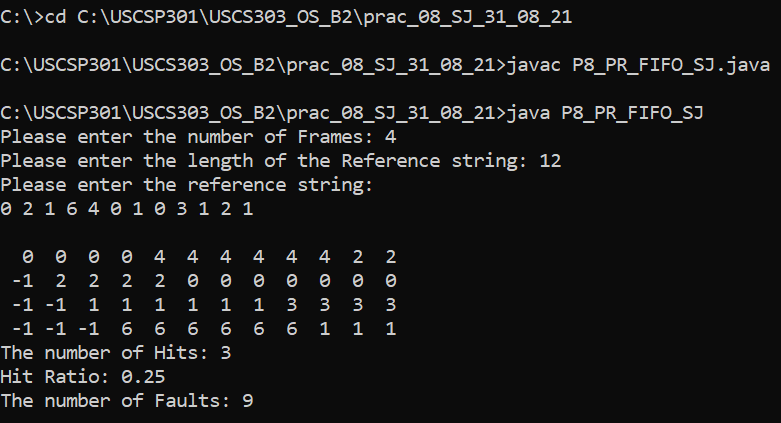 C:\>cd C:\USCSP301\USCS303_OS_B2\prac_08_SJ_31_08_21
C:\USCSP301\USCS303_OS_B2\prac_08_SJ_31_08_21>javac P8_PR_FIFO_SJ.java
C:\USCSP301\USCS303_OS_B2\prac_08_SJ_31_08_21>java P8_PR_FIFO_SJ
Please enter the number of Frames: 4
Please enter the length of the Reference string: 12
Please enter the reference string:
0 2 1 6 4 0 1 0 3 1 2 1
0 0 0 0 4 4 4 4 4 4 2 2
-1 2 2 2 2 0 0 0 0 0 0 0
-1 -1 1 1 1 1 1 1 3 3 3 3
-1 -1 -1 6 6 6 6 6 6 1 1 1
The number of Hits: 3
Hit Ratio: 0.25
The number of Faults: 9